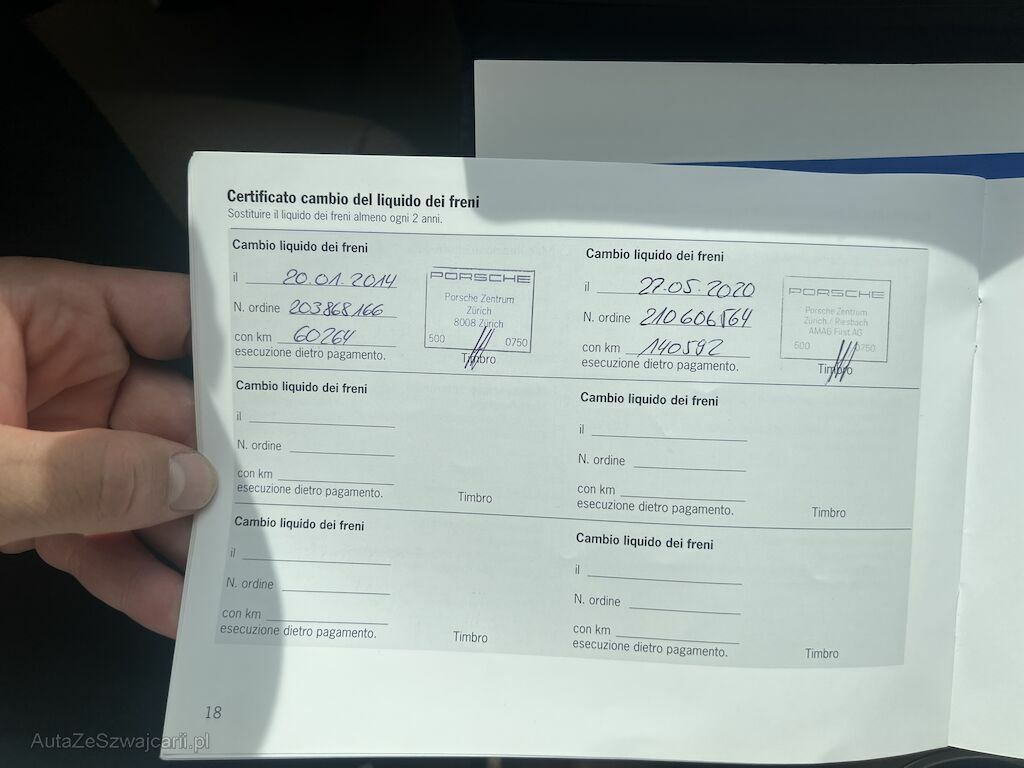 Certificato cambio del liquido dei freni
Sostituire il liquido dei freni almeno ogni 2 anni.
Cambio liquido dei freni
il 20.01.2014
N. ordine 203868166
con km 60264
esecuzione dietro pagamento.
PORSCHE
Porsche Zentrum
Zürich
8008 Zürich
500 0750
Timbro
Cambio liquido dei freni
il 27.05.2020
N. ordine 210606164
con km 140592
esecuzione dietro pagamento.
PORSCHE
Porsche Zentrum
Zürich / Riesbach
AMAG First AG
500 0750
Timbro
Cambio liquido dei freni
il
N. ordine
con km
esecuzione dietro pagamento.
Timbro
Cambio liquido dei freni
il
N. ordine
con km
esecuzione dietro pagamento.
Timbro
Cambio liquido dei freni
il
N. ordine
con km
esecuzione dietro pagamento.
Timbro
Cambio liquido dei freni
il
N. ordine
con km
esecuzione dietro pagamento.
Timbro
18
AutaZeSzwajcarii.pl